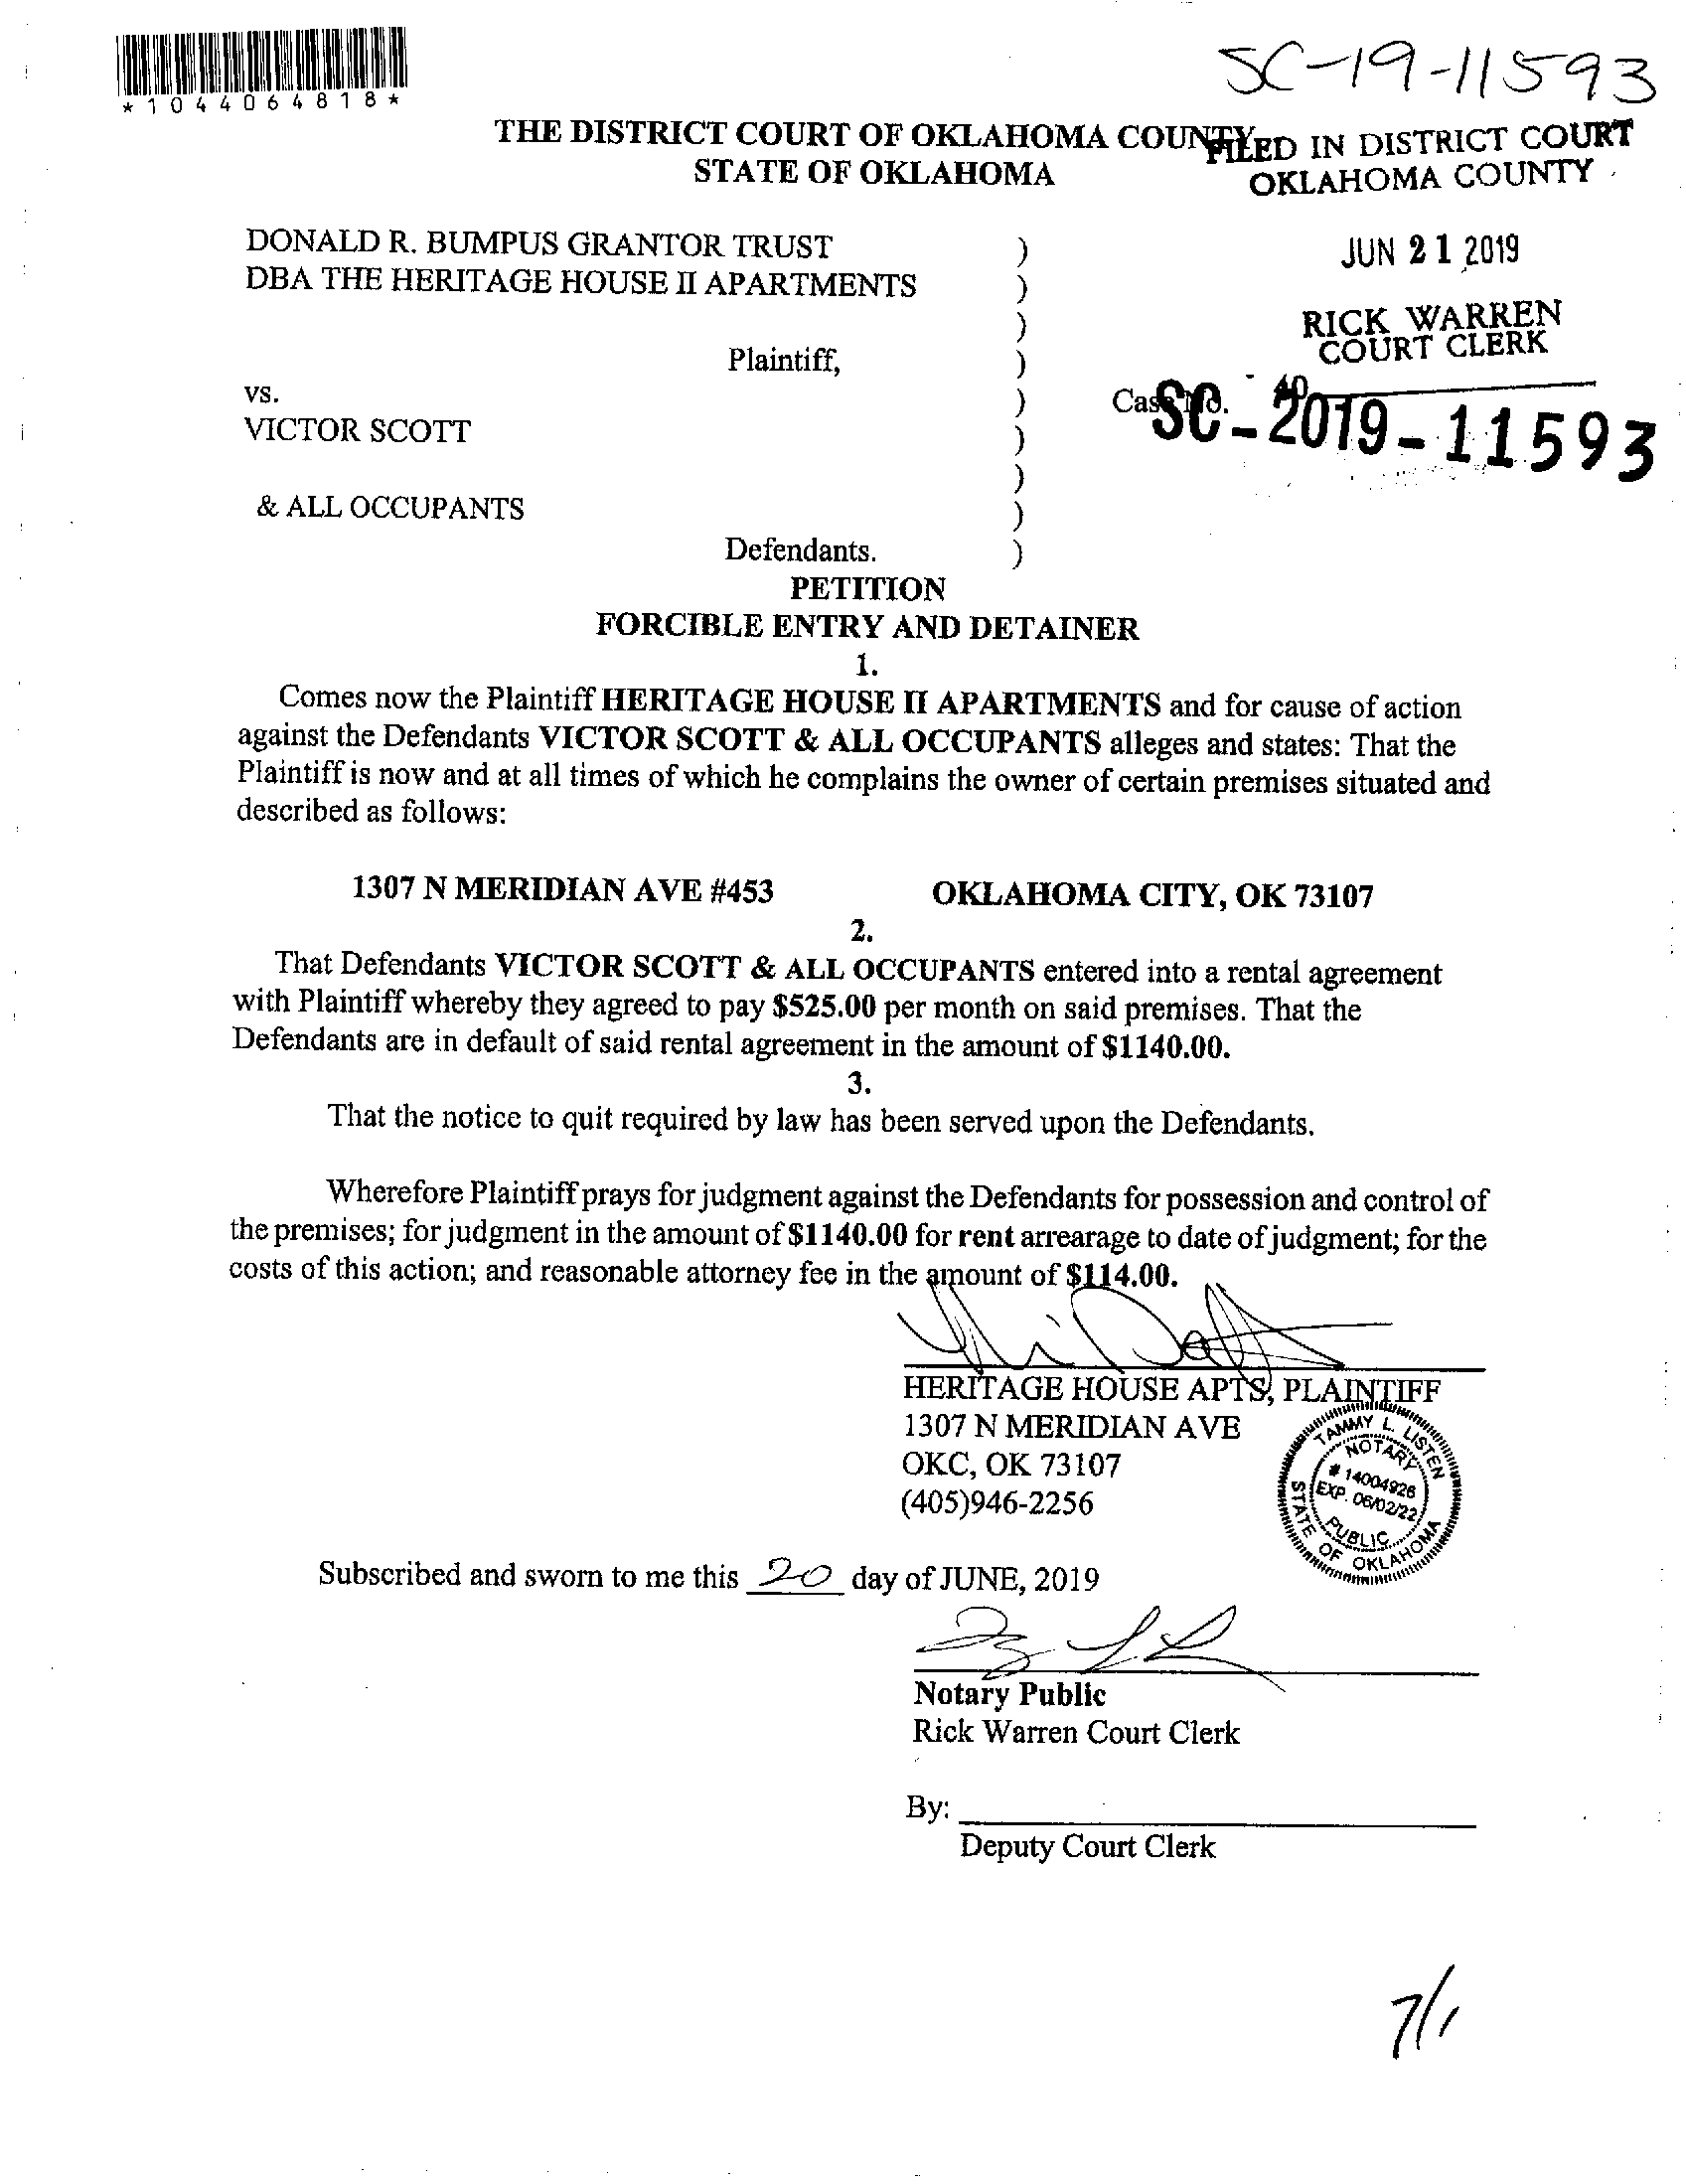 *1044064818*
SC-19-11593
THE DISTRICT COURT OF OKLAHOMA COUNTY
STATE OF OKLAHOMA
FILED IN DISTRICT COURT
OKLAHOMA COUNTY
JUN 21 2019
RICK WARREN
COURT CLERK
40
DONALD R. BUMPUS GRANTOR TRUST )
DBA THE HERITAGE HOUSE II APARTMENTS )
)
Plaintiff, )
vs. ) Case No. SC-2019-11593
VICTOR SCOTT )
)
& ALL OCCUPANTS )
Defendants. )
PETITION
FORCIBLE ENTRY AND DETAINER
1.
Comes now the Plaintiff HERITAGE HOUSE II APARTMENTS and for cause of action
against the Defendants VICTOR SCOTT & ALL OCCUPANTS alleges and states: That the
Plaintiff is now and at all times of which he complains the owner of certain premises situated and
described as follows:
1307 N MERIDIAN AVE #453 OKLAHOMA CITY, OK 73107
2.
That Defendants VICTOR SCOTT & ALL OCCUPANTS entered into a rental agreement
with Plaintiff whereby they agreed to pay $525.00 per month on said premises. That the
Defendants are in default of said rental agreement in the amount of $1140.00.
3.
That the notice to quit required by law has been served upon the Defendants.
Wherefore Plaintiff prays for judgment against the Defendants for possession and control of
the premises; for judgment in the amount of $1140.00 for rent arrearage to date of judgment; for the
costs of this action; and reasonable attorney fee in the amount of $114.00.
HERITAGE HOUSE APTS, PLAINTIFF
1307 N MERIDIAN AVE
OKC, OK 73107
(405)946-2256
TAMMY L. LISTEN
NOTARY
# 14004926
EXP. 06/02/22
PUBLIC
STATE OF OKLAHOMA
Subscribed and sworn to me this 20 day of JUNE, 2019
Notary Public
Rick Warren Court Clerk
By:
Deputy Court Clerk
7/1